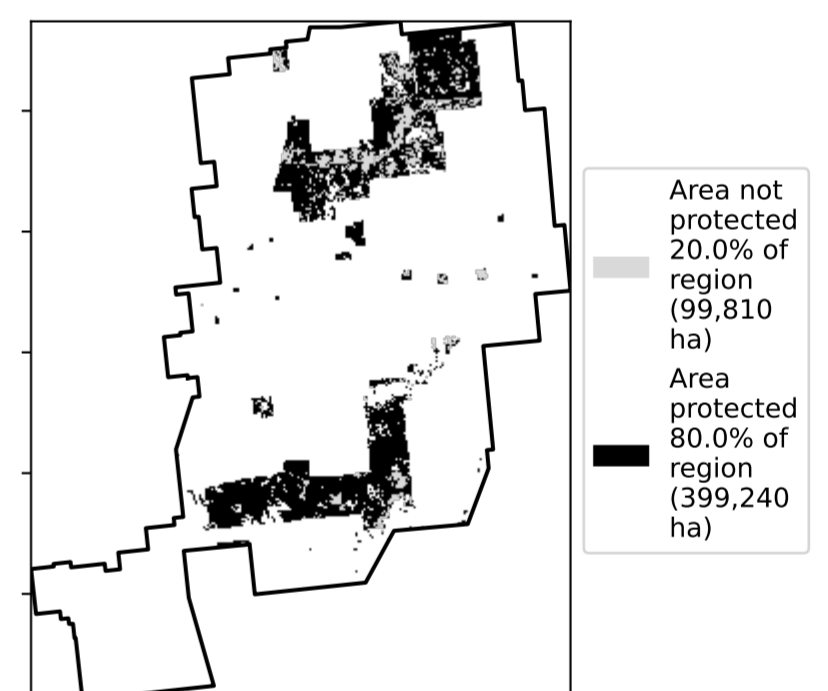 Area not
protected
20.0% of
region
(99,810
ha)
Area
protected
80.0% of
region
(399,240
ha)